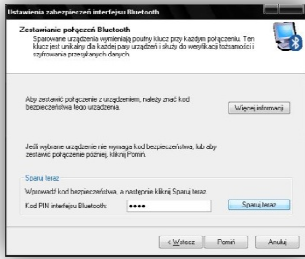 Ustawienia zabezpieczeń interfejsu Bluetooth
Zestawianie połączeń Bluetooth
Sparowane urządzenia wymieniają poufny klucz przy każdym połączeniu. Ten
klucz jest unikalny dla każdej pary urządzeń i służy do weryfikacji tożsamości i
szyfrowania przesyłanych danych.
Aby zestawić połączenie z urządzeniem, należy znać kod
bezpieczeństwa tego urządzenia.
Więcej informacji
Jeśli wybrane urządzenie nie wymaga kod bezpieczeństwa, lub aby
zestawić połączenie później, kliknij Pomiń.
Sparuj teraz
Wprowadź kod bezpieczeństwa, a następnie kliknij Sparuj teraz
Kod PIN interfejsu Bluetooth:
••••
Sparuj teraz
< Wstecz
Pomiń
Anuluj